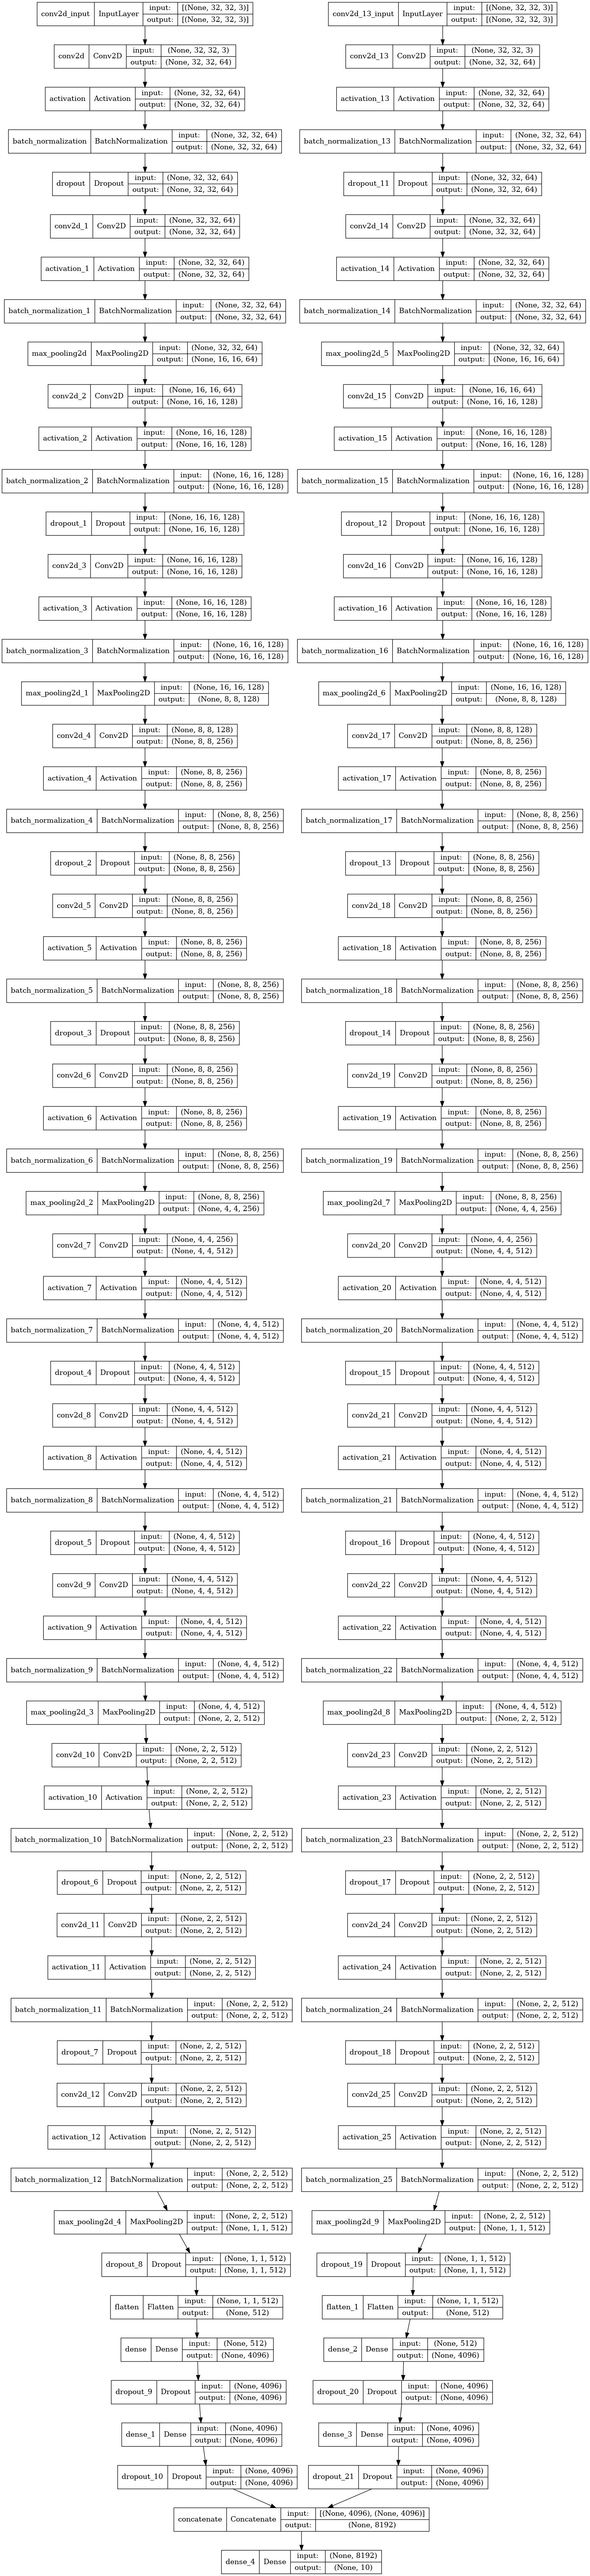 conv2d_input InputLayer input: [(None, 32, 32, 3)]
output: [(None, 32, 32, 3)]
conv2d Conv2D input: (None, 32, 32, 3)
output: (None, 32, 32, 64)
activation Activation input: (None, 32, 32, 64)
output: (None, 32, 32, 64)
batch_normalization BatchNormalization input: (None, 32, 32, 64)
output: (None, 32, 32, 64)
dropout Dropout input: (None, 32, 32, 64)
output: (None, 32, 32, 64)
conv2d_1 Conv2D input: (None, 32, 32, 64)
output: (None, 32, 32, 64)
activation_1 Activation input: (None, 32, 32, 64)
output: (None, 32, 32, 64)
batch_normalization_1 BatchNormalization input: (None, 32, 32, 64)
output: (None, 32, 32, 64)
max_pooling2d MaxPooling2D input: (None, 32, 32, 64)
output: (None, 16, 16, 64)
conv2d_2 Conv2D input: (None, 16, 16, 64)
output: (None, 16, 16, 128)
activation_2 Activation input: (None, 16, 16, 128)
output: (None, 16, 16, 128)
batch_normalization_2 BatchNormalization input: (None, 16, 16, 128)
output: (None, 16, 16, 128)
dropout_1 Dropout input: (None, 16, 16, 128)
output: (None, 16, 16, 128)
conv2d_3 Conv2D input: (None, 16, 16, 128)
output: (None, 16, 16, 128)
activation_3 Activation input: (None, 16, 16, 128)
output: (None, 16, 16, 128)
batch_normalization_3 BatchNormalization input: (None, 16, 16, 128)
output: (None, 16, 16, 128)
max_pooling2d_1 MaxPooling2D input: (None, 16, 16, 128)
output: (None, 8, 8, 128)
conv2d_4 Conv2D input: (None, 8, 8, 128)
output: (None, 8, 8, 256)
activation_4 Activation input: (None, 8, 8, 256)
output: (None, 8, 8, 256)
batch_normalization_4 BatchNormalization input: (None, 8, 8, 256)
output: (None, 8, 8, 256)
dropout_2 Dropout input: (None, 8, 8, 256)
output: (None, 8, 8, 256)
conv2d_5 Conv2D input: (None, 8, 8, 256)
output: (None, 8, 8, 256)
activation_5 Activation input: (None, 8, 8, 256)
output: (None, 8, 8, 256)
batch_normalization_5 BatchNormalization input: (None, 8, 8, 256)
output: (None, 8, 8, 256)
dropout_3 Dropout input: (None, 8, 8, 256)
output: (None, 8, 8, 256)
conv2d_6 Conv2D input: (None, 8, 8, 256)
output: (None, 8, 8, 256)
activation_6 Activation input: (None, 8, 8, 256)
output: (None, 8, 8, 256)
batch_normalization_6 BatchNormalization input: (None, 8, 8, 256)
output: (None, 8, 8, 256)
max_pooling2d_2 MaxPooling2D input: (None, 8, 8, 256)
output: (None, 4, 4, 256)
conv2d_7 Conv2D input: (None, 4, 4, 256)
output: (None, 4, 4, 512)
activation_7 Activation input: (None, 4, 4, 512)
output: (None, 4, 4, 512)
batch_normalization_7 BatchNormalization input: (None, 4, 4, 512)
output: (None, 4, 4, 512)
dropout_4 Dropout input: (None, 4, 4, 512)
output: (None, 4, 4, 512)
conv2d_8 Conv2D input: (None, 4, 4, 512)
output: (None, 4, 4, 512)
activation_8 Activation input: (None, 4, 4, 512)
output: (None, 4, 4, 512)
batch_normalization_8 BatchNormalization input: (None, 4, 4, 512)
output: (None, 4, 4, 512)
dropout_5 Dropout input: (None, 4, 4, 512)
output: (None, 4, 4, 512)
conv2d_9 Conv2D input: (None, 4, 4, 512)
output: (None, 4, 4, 512)
activation_9 Activation input: (None, 4, 4, 512)
output: (None, 4, 4, 512)
batch_normalization_9 BatchNormalization input: (None, 4, 4, 512)
output: (None, 4, 4, 512)
max_pooling2d_3 MaxPooling2D input: (None, 4, 4, 512)
output: (None, 2, 2, 512)
conv2d_10 Conv2D input: (None, 2, 2, 512)
output: (None, 2, 2, 512)
activation_10 Activation input: (None, 2, 2, 512)
output: (None, 2, 2, 512)
batch_normalization_10 BatchNormalization input: (None, 2, 2, 512)
output: (None, 2, 2, 512)
dropout_6 Dropout input: (None, 2, 2, 512)
output: (None, 2, 2, 512)
conv2d_11 Conv2D input: (None, 2, 2, 512)
output: (None, 2, 2, 512)
activation_11 Activation input: (None, 2, 2, 512)
output: (None, 2, 2, 512)
batch_normalization_11 BatchNormalization input: (None, 2, 2, 512)
output: (None, 2, 2, 512)
dropout_7 Dropout input: (None, 2, 2, 512)
output: (None, 2, 2, 512)
conv2d_12 Conv2D input: (None, 2, 2, 512)
output: (None, 2, 2, 512)
activation_12 Activation input: (None, 2, 2, 512)
output: (None, 2, 2, 512)
batch_normalization_12 BatchNormalization input: (None, 2, 2, 512)
output: (None, 2, 2, 512)
max_pooling2d_4 MaxPooling2D input: (None, 2, 2, 512)
output: (None, 1, 1, 512)
dropout_8 Dropout input: (None, 1, 1, 512)
output: (None, 1, 1, 512)
flatten Flatten input: (None, 1, 1, 512)
output: (None, 512)
dense Dense input: (None, 512)
output: (None, 4096)
dropout_9 Dropout input: (None, 4096)
output: (None, 4096)
dense_1 Dense input: (None, 4096)
output: (None, 4096)
dropout_10 Dropout input: (None, 4096)
output: (None, 4096)
conv2d_13_input InputLayer input: [(None, 32, 32, 3)]
output: [(None, 32, 32, 3)]
conv2d_13 Conv2D input: (None, 32, 32, 3)
output: (None, 32, 32, 64)
activation_13 Activation input: (None, 32, 32, 64)
output: (None, 32, 32, 64)
batch_normalization_13 BatchNormalization input: (None, 32, 32, 64)
output: (None, 32, 32, 64)
dropout_11 Dropout input: (None, 32, 32, 64)
output: (None, 32, 32, 64)
conv2d_14 Conv2D input: (None, 32, 32, 64)
output: (None, 32, 32, 64)
activation_14 Activation input: (None, 32, 32, 64)
output: (None, 32, 32, 64)
batch_normalization_14 BatchNormalization input: (None, 32, 32, 64)
output: (None, 32, 32, 64)
max_pooling2d_5 MaxPooling2D input: (None, 32, 32, 64)
output: (None, 16, 16, 64)
conv2d_15 Conv2D input: (None, 16, 16, 64)
output: (None, 16, 16, 128)
activation_15 Activation input: (None, 16, 16, 128)
output: (None, 16, 16, 128)
batch_normalization_15 BatchNormalization input: (None, 16, 16, 128)
output: (None, 16, 16, 128)
dropout_12 Dropout input: (None, 16, 16, 128)
output: (None, 16, 16, 128)
conv2d_16 Conv2D input: (None, 16, 16, 128)
output: (None, 16, 16, 128)
activation_16 Activation input: (None, 16, 16, 128)
output: (None, 16, 16, 128)
batch_normalization_16 BatchNormalization input: (None, 16, 16, 128)
output: (None, 16, 16, 128)
max_pooling2d_6 MaxPooling2D input: (None, 16, 16, 128)
output: (None, 8, 8, 128)
conv2d_17 Conv2D input: (None, 8, 8, 128)
output: (None, 8, 8, 256)
activation_17 Activation input: (None, 8, 8, 256)
output: (None, 8, 8, 256)
batch_normalization_17 BatchNormalization input: (None, 8, 8, 256)
output: (None, 8, 8, 256)
dropout_13 Dropout input: (None, 8, 8, 256)
output: (None, 8, 8, 256)
conv2d_18 Conv2D input: (None, 8, 8, 256)
output: (None, 8, 8, 256)
activation_18 Activation input: (None, 8, 8, 256)
output: (None, 8, 8, 256)
batch_normalization_18 BatchNormalization input: (None, 8, 8, 256)
output: (None, 8, 8, 256)
dropout_14 Dropout input: (None, 8, 8, 256)
output: (None, 8, 8, 256)
conv2d_19 Conv2D input: (None, 8, 8, 256)
output: (None, 8, 8, 256)
activation_19 Activation input: (None, 8, 8, 256)
output: (None, 8, 8, 256)
batch_normalization_19 BatchNormalization input: (None, 8, 8, 256)
output: (None, 8, 8, 256)
max_pooling2d_7 MaxPooling2D input: (None, 8, 8, 256)
output: (None, 4, 4, 256)
conv2d_20 Conv2D input: (None, 4, 4, 256)
output: (None, 4, 4, 512)
activation_20 Activation input: (None, 4, 4, 512)
output: (None, 4, 4, 512)
batch_normalization_20 BatchNormalization input: (None, 4, 4, 512)
output: (None, 4, 4, 512)
dropout_15 Dropout input: (None, 4, 4, 512)
output: (None, 4, 4, 512)
conv2d_21 Conv2D input: (None, 4, 4, 512)
output: (None, 4, 4, 512)
activation_21 Activation input: (None, 4, 4, 512)
output: (None, 4, 4, 512)
batch_normalization_21 BatchNormalization input: (None, 4, 4, 512)
output: (None, 4, 4, 512)
dropout_16 Dropout input: (None, 4, 4, 512)
output: (None, 4, 4, 512)
conv2d_22 Conv2D input: (None, 4, 4, 512)
output: (None, 4, 4, 512)
activation_22 Activation input: (None, 4, 4, 512)
output: (None, 4, 4, 512)
batch_normalization_22 BatchNormalization input: (None, 4, 4, 512)
output: (None, 4, 4, 512)
max_pooling2d_8 MaxPooling2D input: (None, 4, 4, 512)
output: (None, 2, 2, 512)
conv2d_23 Conv2D input: (None, 2, 2, 512)
output: (None, 2, 2, 512)
activation_23 Activation input: (None, 2, 2, 512)
output: (None, 2, 2, 512)
batch_normalization_23 BatchNormalization input: (None, 2, 2, 512)
output: (None, 2, 2, 512)
dropout_17 Dropout input: (None, 2, 2, 512)
output: (None, 2, 2, 512)
conv2d_24 Conv2D input: (None, 2, 2, 512)
output: (None, 2, 2, 512)
activation_24 Activation input: (None, 2, 2, 512)
output: (None, 2, 2, 512)
batch_normalization_24 BatchNormalization input: (None, 2, 2, 512)
output: (None, 2, 2, 512)
dropout_18 Dropout input: (None, 2, 2, 512)
output: (None, 2, 2, 512)
conv2d_25 Conv2D input: (None, 2, 2, 512)
output: (None, 2, 2, 512)
activation_25 Activation input: (None, 2, 2, 512)
output: (None, 2, 2, 512)
batch_normalization_25 BatchNormalization input: (None, 2, 2, 512)
output: (None, 2, 2, 512)
max_pooling2d_9 MaxPooling2D input: (None, 2, 2, 512)
output: (None, 1, 1, 512)
dropout_19 Dropout input: (None, 1, 1, 512)
output: (None, 1, 1, 512)
flatten_1 Flatten input: (None, 1, 1, 512)
output: (None, 512)
dense_2 Dense input: (None, 512)
output: (None, 4096)
dropout_20 Dropout input: (None, 4096)
output: (None, 4096)
dense_3 Dense input: (None, 4096)
output: (None, 4096)
dropout_21 Dropout input: (None, 4096)
output: (None, 4096)
concatenate Concatenate input: [(None, 4096), (None, 4096)]
output: (None, 8192)
dense_4 Dense input: (None, 8192)
output: (None, 10)